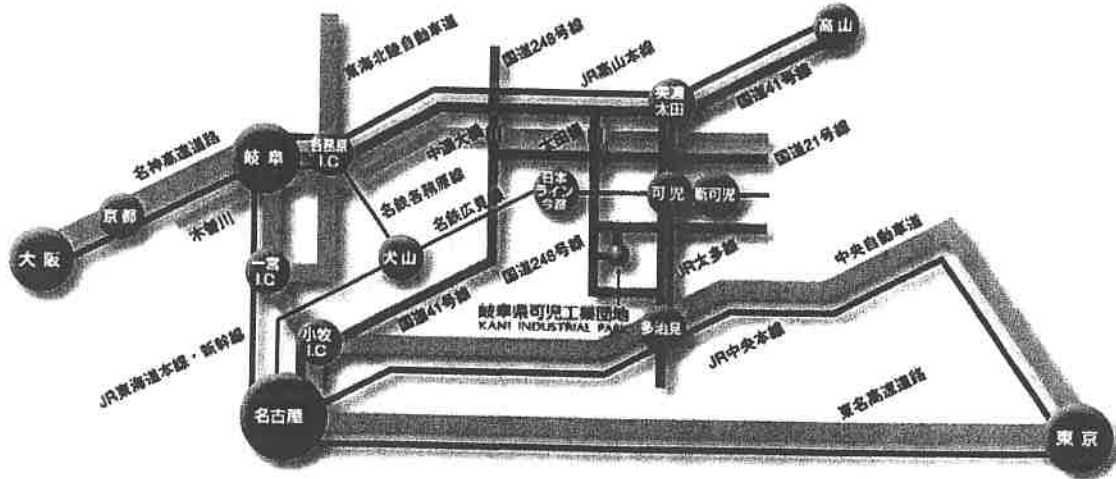 高山
東海北陸自動車道
国道248号線
JR高山本線
美濃
太田
国道41号線
名神高速道路
岐阜
各務原
I.C
中濃大橋
太田橋
国道21号線
京都
木曽川
名鉄各務原線
名鉄広見線
日本
ライン
今渡
可児
新可児
大阪
一宮
I.C
犬山
国道41号線
国道248号線
JR太多線
中央自動車道
岐阜県可児工業団地
KANI INDUSTRIAL PARK
小牧
I.C
多治見
JR東海道本線・新幹線
JR中央本線
名古屋
東名高速道路
東京